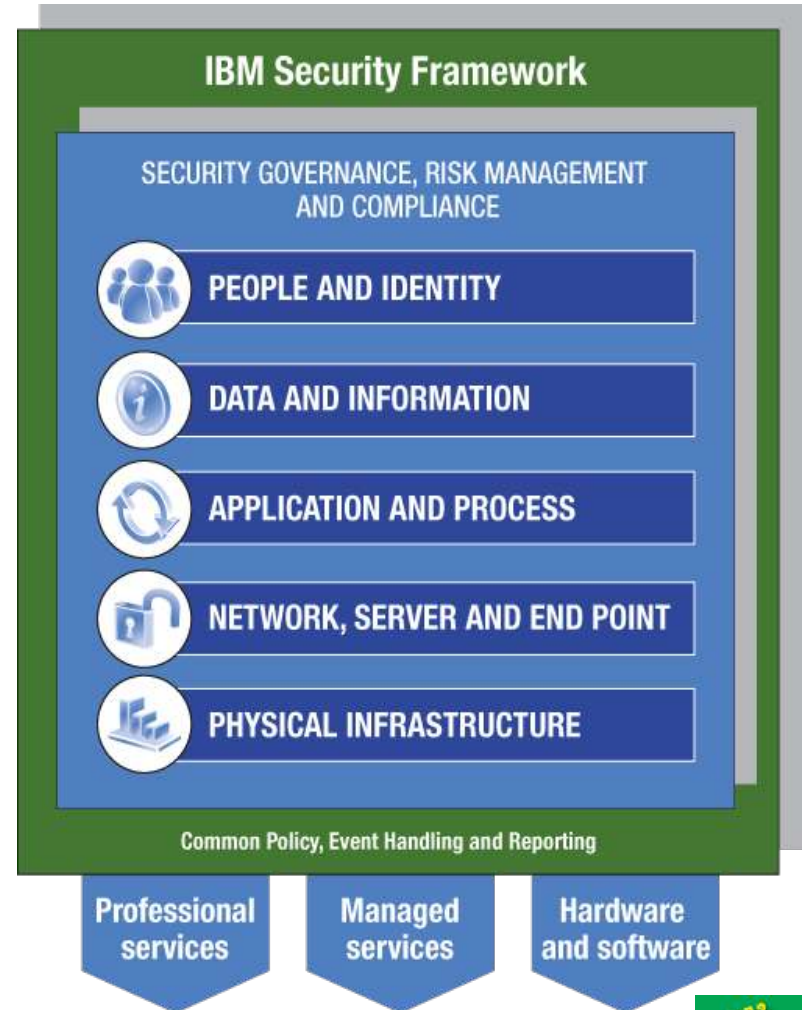 IBM Security Framework
SECURITY GOVERNANCE, RISK MANAGEMENT
AND COMPLIANCE
PEOPLE AND IDENTITY
DATA AND INFORMATION
APPLICATION AND PROCESS
NETWORK, SERVER AND END POINT
PHYSICAL INFRASTRUCTURE
Common Policy, Event Handling and Reporting
Professional
services
Managed
services
Hardware
and software